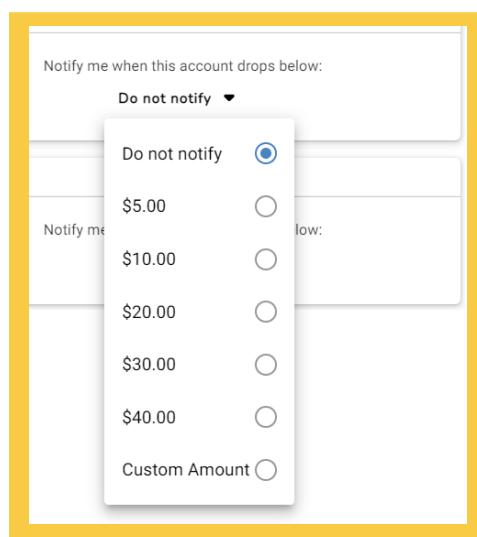 Notify me when this account drops below:
Do not notify
Do not notify
$5.00
Notify me low:
$10.00
$20.00
$30.00
$40.00
Custom Amount